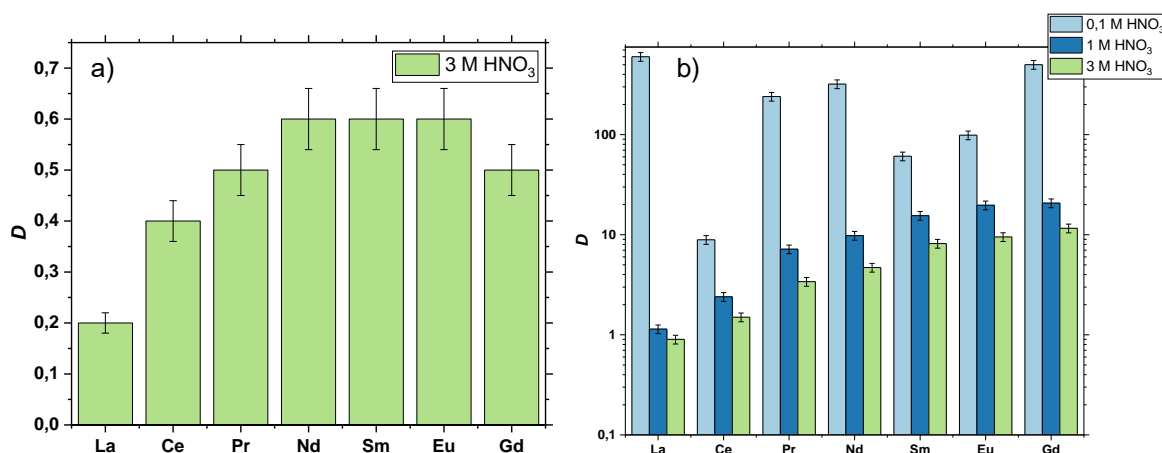 a)
3 M HNO₃
0,7
0,6
0,5
0,4
0,3
0,2
0,1
0,0
D
La Ce Pr Nd Sm Eu Gd
b)
0,1 M HNO₃
1 M HNO₃
3 M HNO₃
100
10
1
0,1
D
La Ce Pr Nd Sm Eu Gd